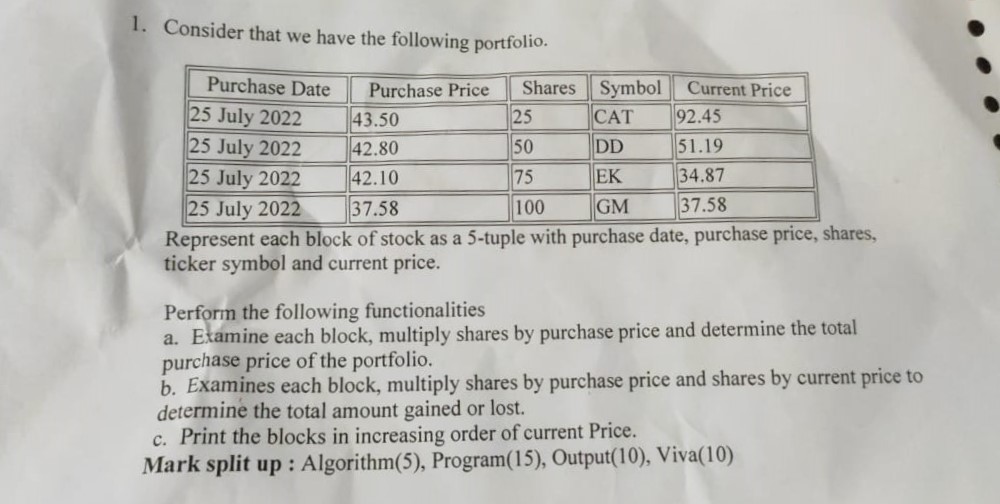 1. Consider that we have the following portfolio.
Purchase Date Purchase Price Shares Symbol Current Price
25 July 2022 43.50 25 CAT 92.45
25 July 2022 42.80 50 DD 51.19
25 July 2022 42.10 75 EK 34.87
25 July 2022 37.58 100 GM 37.58
Represent each block of stock as a 5-tuple with purchase date, purchase price, shares,
ticker symbol and current price.
Perform the following functionalities
a. Examine each block, multiply shares by purchase price and determine the total
purchase price of the portfolio.
b. Examines each block, multiply shares by purchase price and shares by current price to
determine the total amount gained or lost.
c. Print the blocks in increasing order of current Price.
Mark split up : Algorithm(5), Program(15), Output(10), Viva(10)